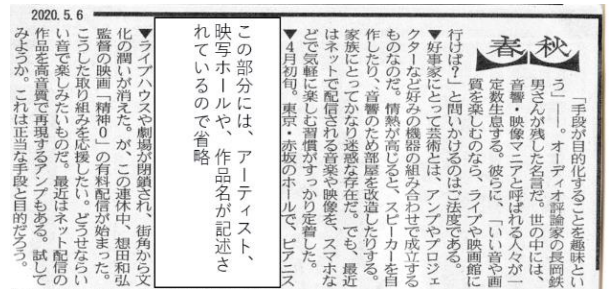 2020.5.6
春秋
「手段が目的化することを趣味とい
う」――。オーディオ評論家の長岡鉄
男さんが残した名言だ。世の中には、
音響・映像マニアと呼ばれる人々が一
定数生息する。彼らに、「いい音や画
質を楽しむのなら、ライブや映画館に
行けば？」と問いかけるのはご法度である。
▼好事家にとって芸術とは、アンプやプロジェ
クターなど好みの機器の組み合わせで成立する
ものなのだ。情熱が高じると、スピーカーを自
作したり、音響のため部屋を改造したりする。
家族にとってかなり迷惑な存在だ。でも、最近
はネットで配信される音楽や映像を、スマホな
どで気軽に楽しむ習慣がすっかり定着した。
▼4月初旬。東京・赤坂のホールで、ピアニス
この部分には、アーティスト、
映写ホールや、作品名が記述さ
れているので省略
▼ライブハウスや劇場が閉鎖され、街角から文
化の潤いが消えた。が、この連休中、想田和弘
監督の映画「精神０」の有料配信が始まった。
こうした取り組みを応援したい。どうせならい
い音で楽しみたいものだ。最近はネット配信の
作品を高音質で再現するアンプもある。試して
みようか。これは正当な手段と目的だろう。